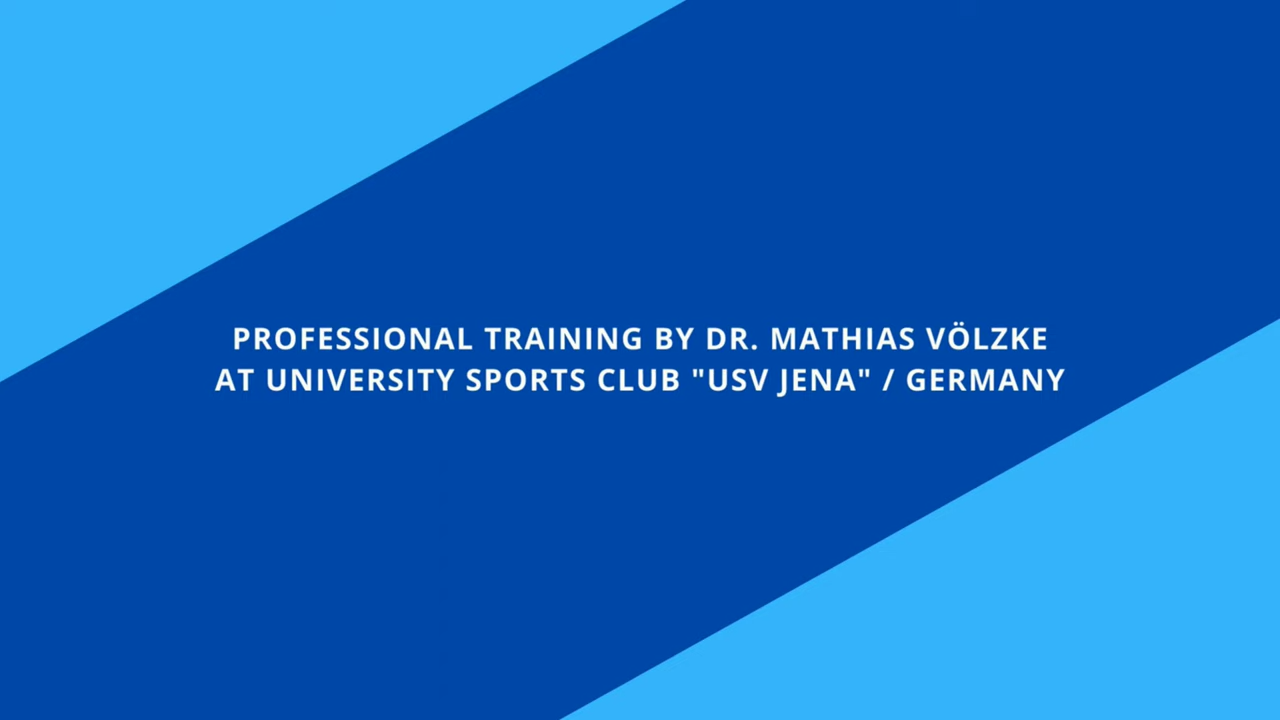 PROFESSIONAL TRAINING BY DR. MATHIAS VÖLZKE
AT UNIVERSITY SPORTS CLUB "USV JENA" / GERMANY